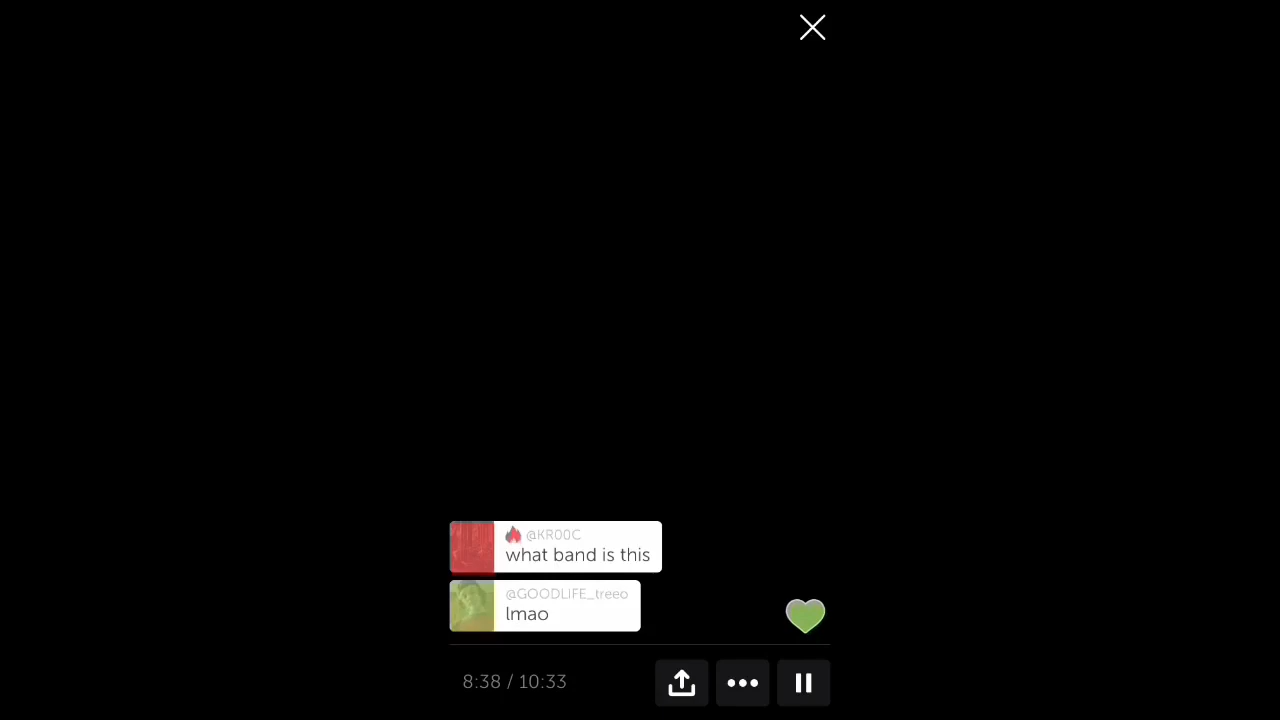 @KR00C
what band is this
@GOODLIFE_treeo
lmao
8:38 / 10:33